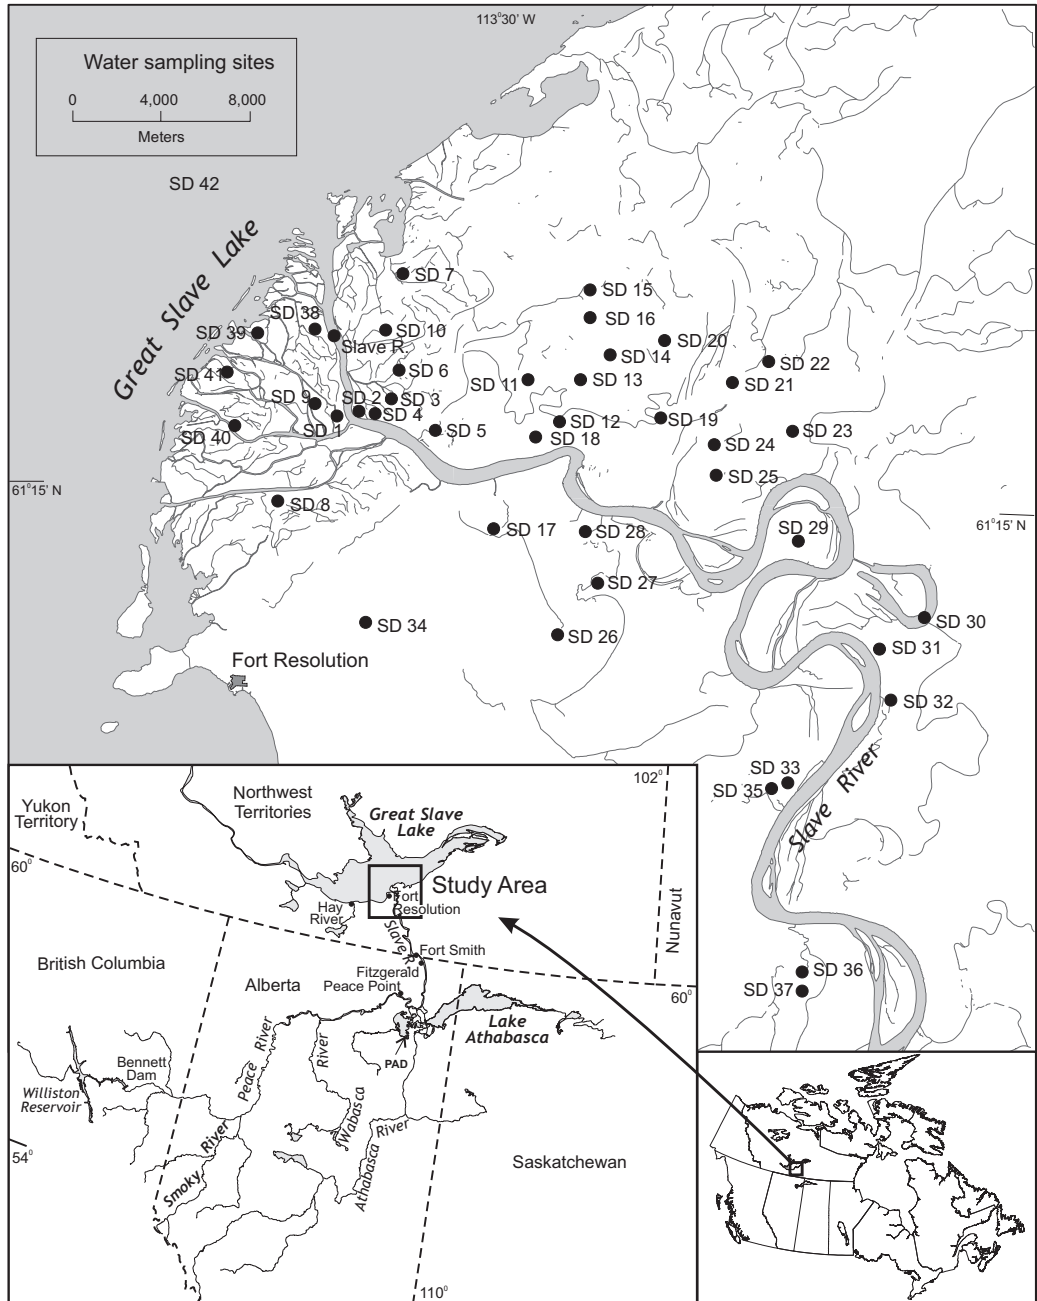 113°30' W
Water sampling sites
0 4,000 8,000
Meters
SD 42
Great Slave Lake
SD 7
SD 15
SD 38
SD 16
SD 39
SD 10
Slave R.
SD 20
SD 14
SD 22
SD 41
SD 6
SD 11
SD 13
SD 21
SD 9
SD 2
SD 3
SD 4
SD 1
SD 19
SD 12
SD 5
SD 18
SD 40
SD 23
SD 24
SD 25
61°15' N
SD 8
SD 17
SD 28
SD 29
61°15' N
SD 27
SD 34
SD 26
SD 30
SD 31
Fort Resolution
SD 32
SD 33
SD 35
Slave River
SD 36
SD 37
102°
Yukon
Territory
Northwest
Territories
Great Slave
Lake
60°
Study Area
Fort
Resolution
Hay
River
Slave R.
Nunavut
Fort Smith
British Columbia
Fitzgerald
Peace Point
Alberta
60°
Lake
Athabasca
PAD
Peace River
River
Wabasca
Bennett
Dam
Williston
Reservoir
Smoky River
Athabasca River
54°
Saskatchewan
110°